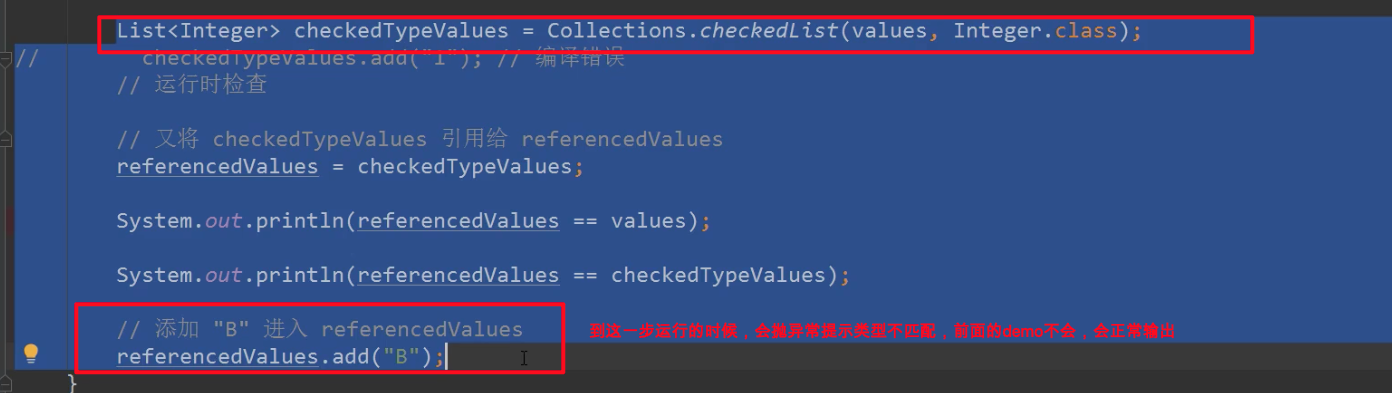 List<Integer> checkedTypeValues = Collections.checkedList(values, Integer.class);
// checkedTypeValues.add("1"); // 编译错误
// 运行时检查
// 又将 checkedTypeValues 引用给 referencedValues
referencedValues = checkedTypeValues;
System.out.println(referencedValues == values);
System.out.println(referencedValues == checkedTypeValues);
// 添加 "B" 进入 referencedValues
referencedValues.add("B");
到这一步运行的时候，会抛异常提示类型不匹配，前面的demo不会，会正常输出
}